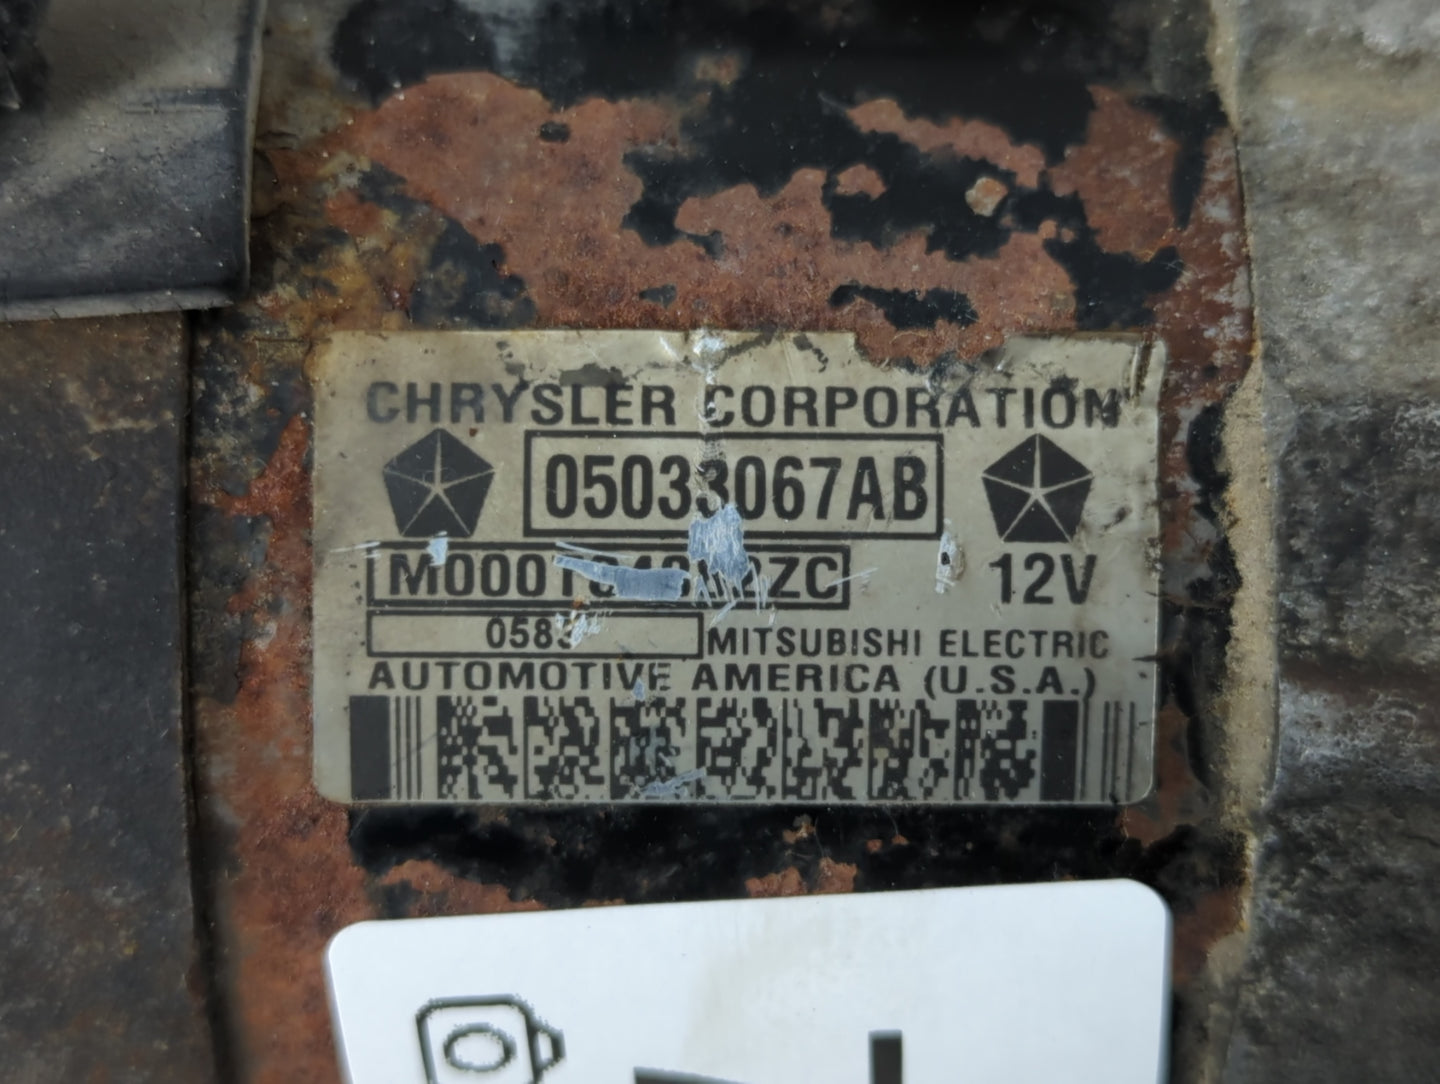 CHRYSLER CORPORATION
05033067AB
12V
MITSUBISHI ELECTRIC
AUTOMOTIVE AMERICA (U.S.A.)